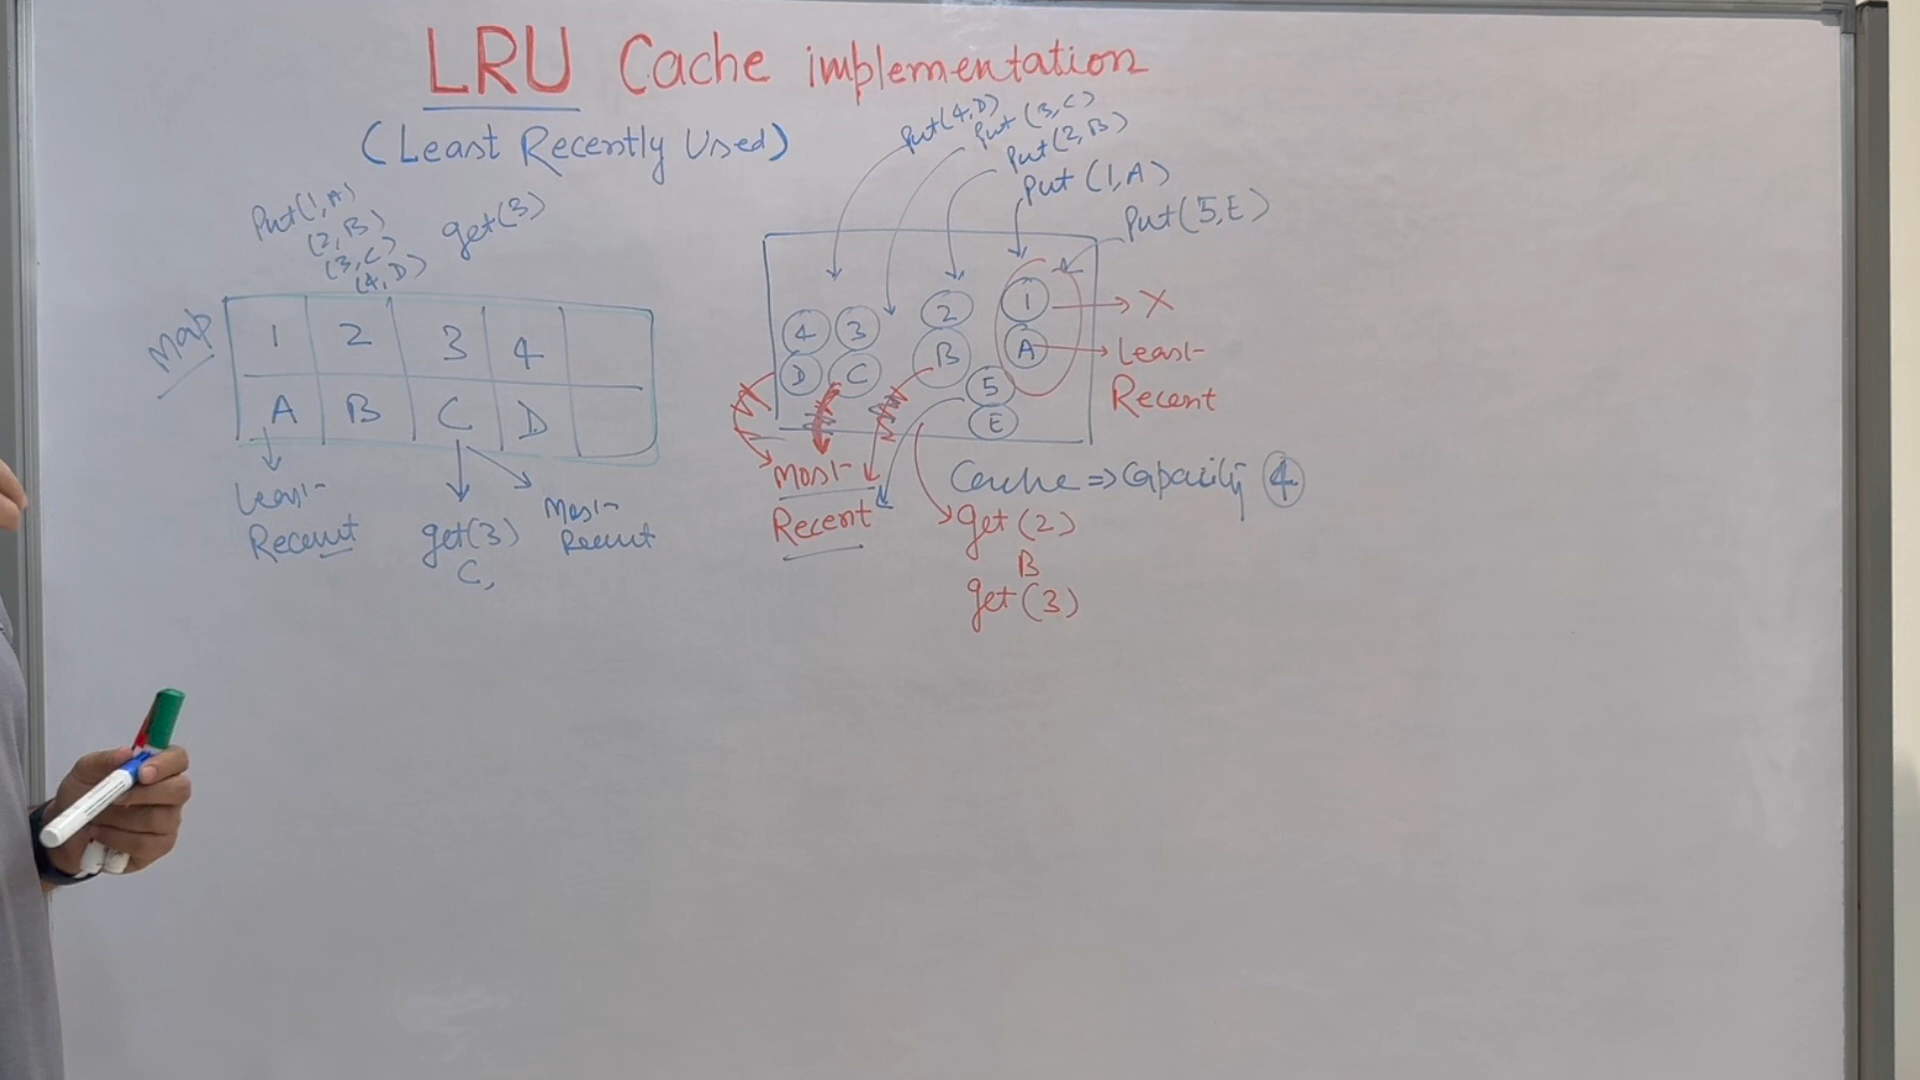 LRU Cache implementation
(Least Recently Used)
Put(1,A)
(2,B)
(3,C)
(4,D)
get(3)
Map
1 2 3 4
A B C D
Least-
Recent
get(3)
C,
Most-
Recent
Put(4,D)
Put (3,C)
Put(2,B)
Put (1,A)
Put(5,E)
4 3 2 1
D C B A
5
E
X
Least-
Recent
Most-
Recent
Cache => Capacity 4
get (2)
B
get (3)